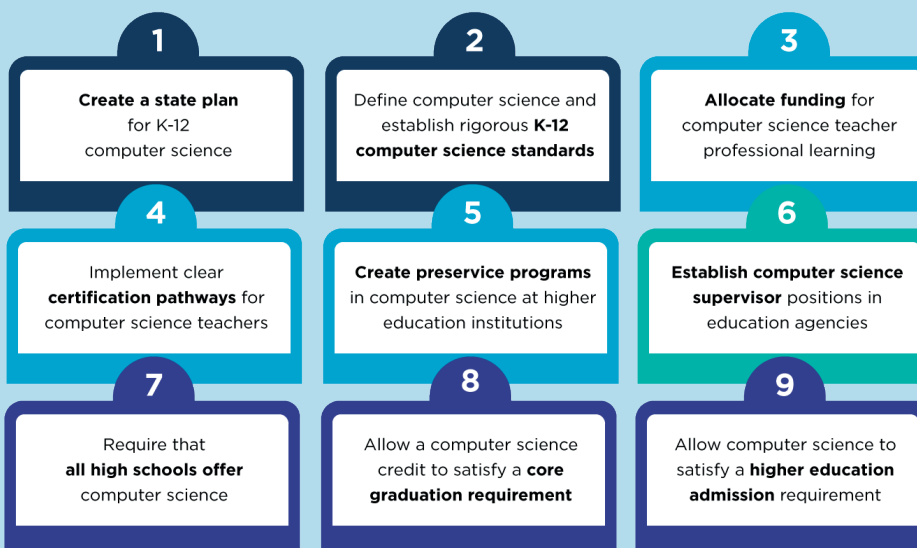 1
Create a state plan
for K-12
computer science
2
Define computer science and
establish rigorous K-12
computer science standards
3
Allocate funding for
computer science teacher
professional learning
4
Implement clear
certification pathways for
computer science teachers
5
Create preservice programs
in computer science at higher
education institutions
6
Establish computer science
supervisor positions in
education agencies
7
Require that
all high schools offer
computer science
8
Allow a computer science
credit to satisfy a core
graduation requirement
9
Allow computer science to
satisfy a higher education
admission requirement